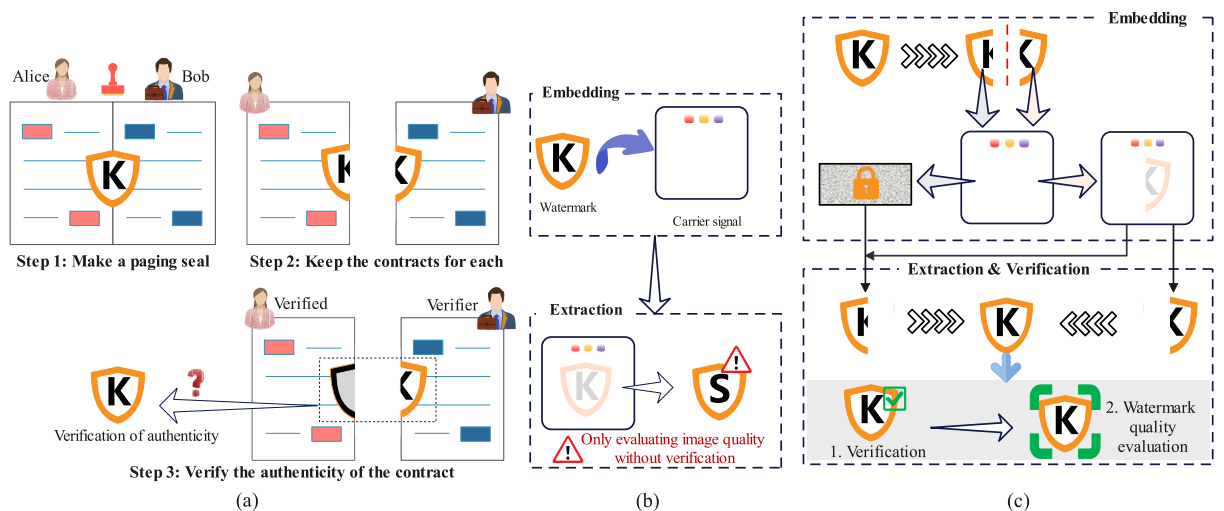 Alice
Bob
K
Step 1: Make a paging seal
K
K
Step 2: Keep the contracts for each
Verified
Verifier
K
K
?
Verification of authenticity
Step 3: Verify the authenticity of the contract
(a)
Embedding
K
Watermark
Carrier signal
Extraction
K
S
!
! Only evaluating image quality
without verification
(b)
Embedding
K
K
K
K
Extraction & Verification
K
K
K
K
K
1. Verification
2. Watermark
quality
evaluation
(c)